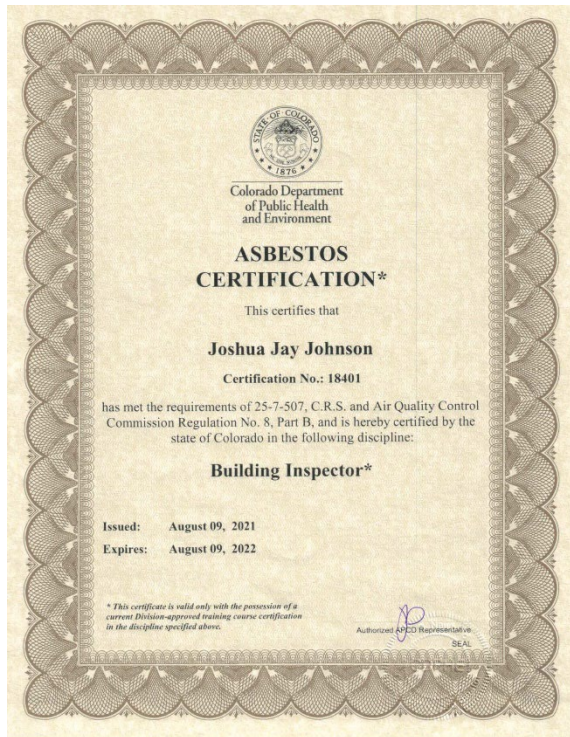 STATE OF COLORADO
1876
Colorado Department
of Public Health
and Environment
ASBESTOS
CERTIFICATION*
This certifies that
Joshua Jay Johnson
Certification No.: 18401
has met the requirements of 25-7-507, C.R.S. and Air Quality Control
Commission Regulation No. 8, Part B, and is hereby certified by the
state of Colorado in the following discipline:
Building Inspector*
Issued: August 09, 2021
Expires: August 09, 2022
* This certificate is valid only with the possession of a
current Division-approved training course certification
in the discipline specified above.
Authorized APCD Representative
SEAL